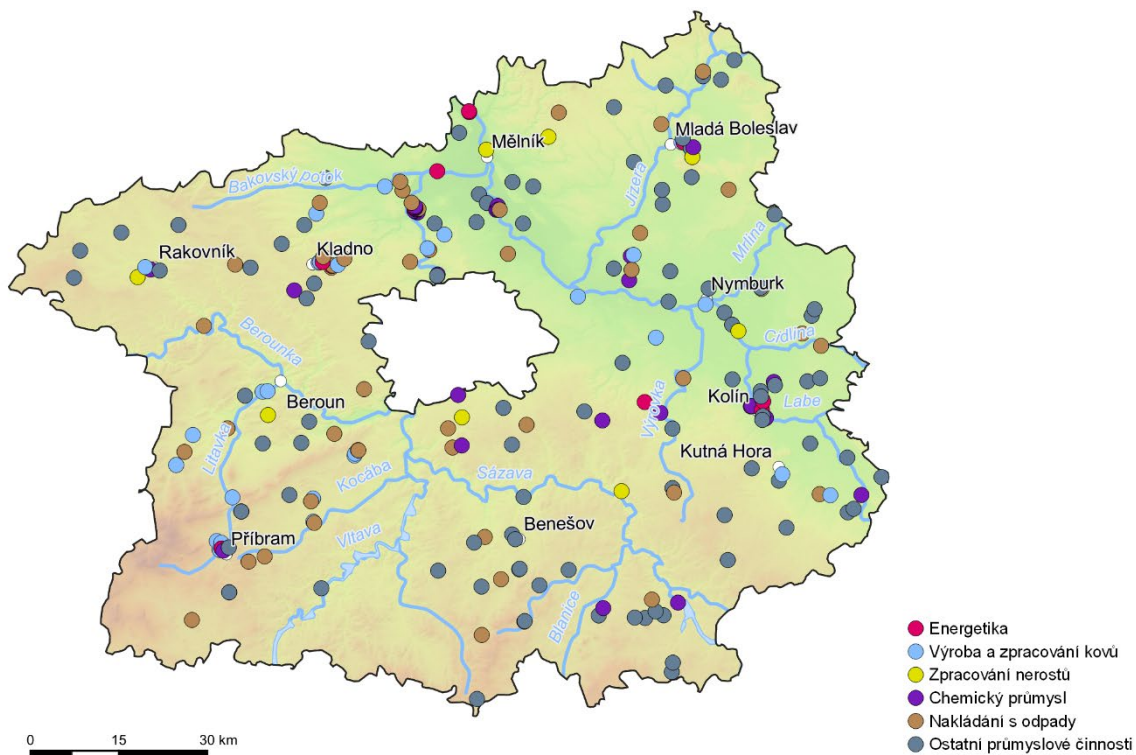 Mělník
Mladá Boleslav
Bakovský potok
Jizera
Mrlina
Rakovník
Kladno
Nymburk
Berounka
Cidlina
Beroun
Výrovka
Kolín
Labe
Litavka
Kutná Hora
Kocába
Sázava
Příbram
Vltava
Benešov
Blanice
Energetika
Výroba a zpracování kovů
Zpracování nerostů
Chemický průmysl
Nakládání s odpady
Ostatní průmyslové činnosti
0 15 30 km